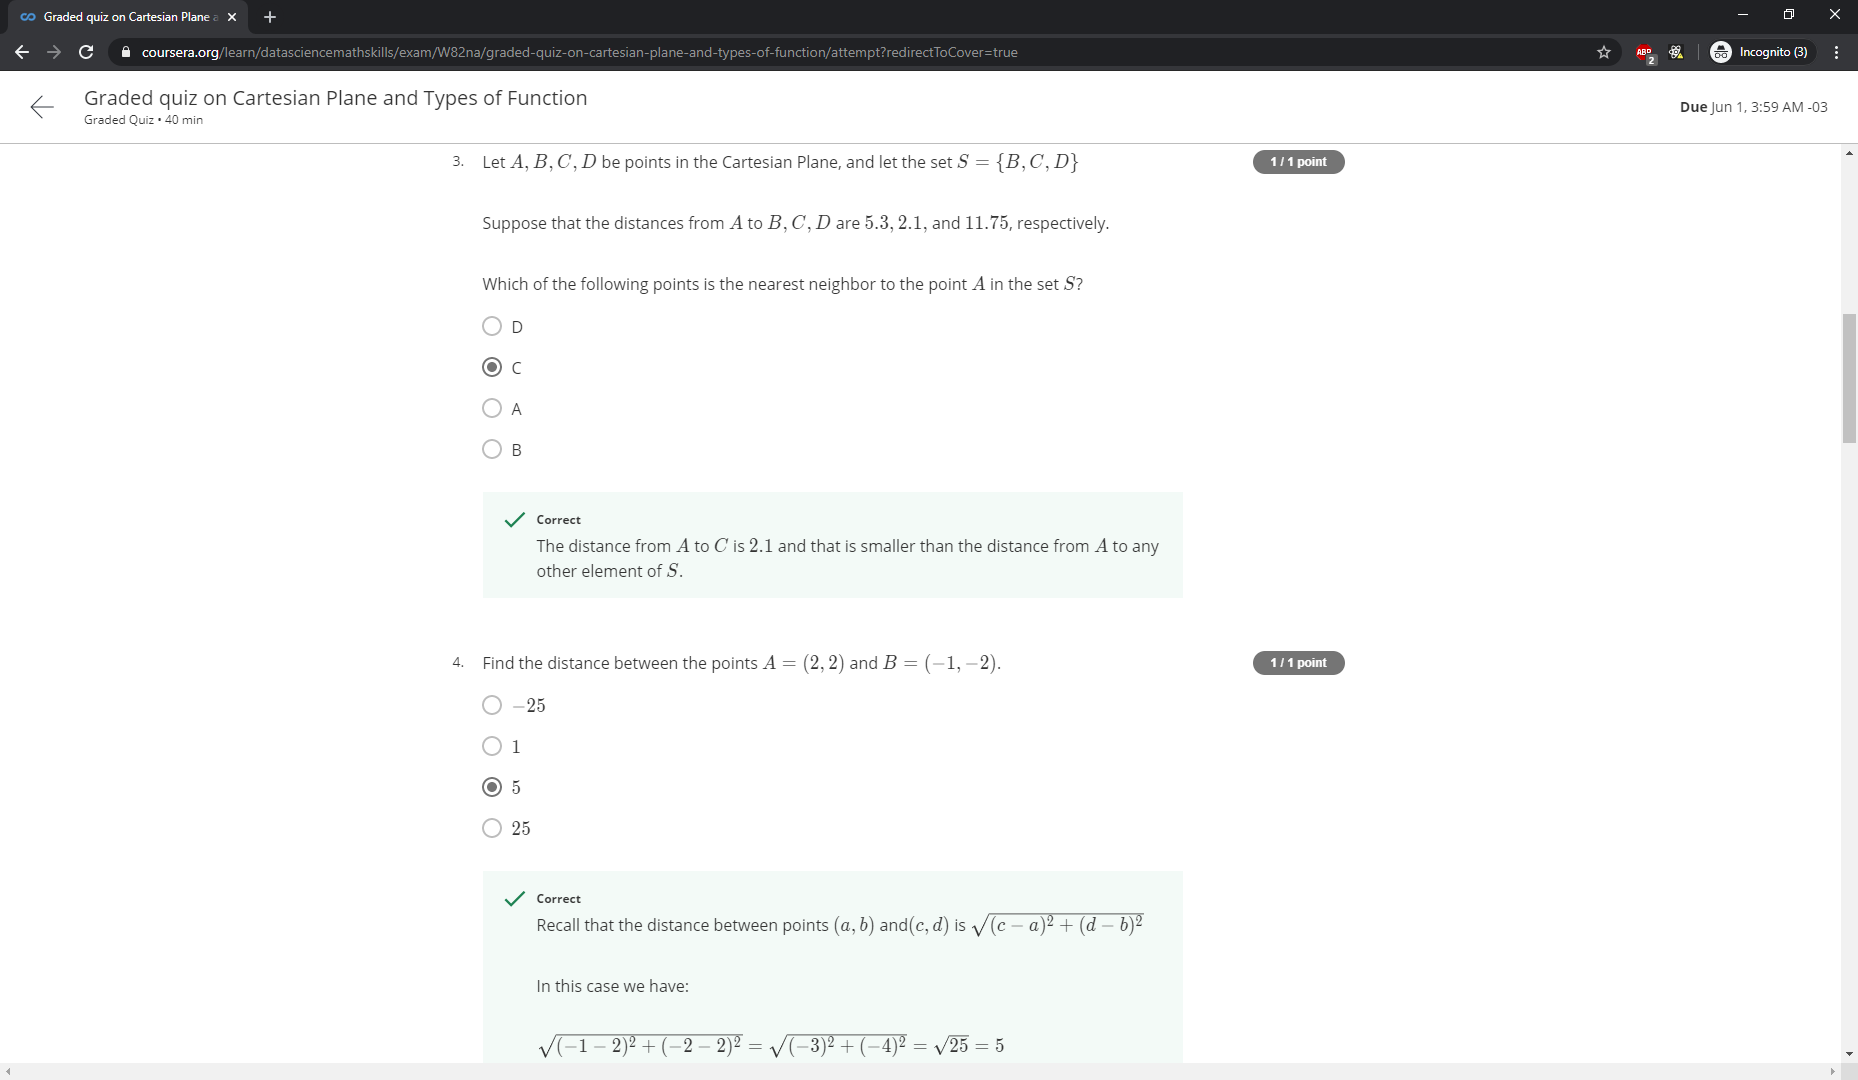 Graded quiz on Cartesian Plane a
coursera.org/learn/datasciencemathskills/exam/W82na/graded-quiz-on-cartesian-plane-and-types-of-function/attempt?redirectToCover=true
ABP
2
Incognito (3)
Graded quiz on Cartesian Plane and Types of Function
Graded Quiz • 40 min
Due Jun 1, 3:59 AM -03
3. Let A, B, C, D be points in the Cartesian Plane, and let the set S = {B, C, D}
1 / 1 point
Suppose that the distances from A to B, C, D are 5.3, 2.1, and 11.75, respectively.
Which of the following points is the nearest neighbor to the point A in the set S?
D
C
A
B
Correct
The distance from A to C is 2.1 and that is smaller than the distance from A to any
other element of S.
4. Find the distance between the points A = (2, 2) and B = (−1, −2).
1 / 1 point
−25
1
5
25
Correct
Recall that the distance between points (a, b) and(c, d) is √(c − a)² + (d − b)²
In this case we have:
√(−1 − 2)² + (−2 − 2)² = √(−3)² + (−4)² = √25 = 5